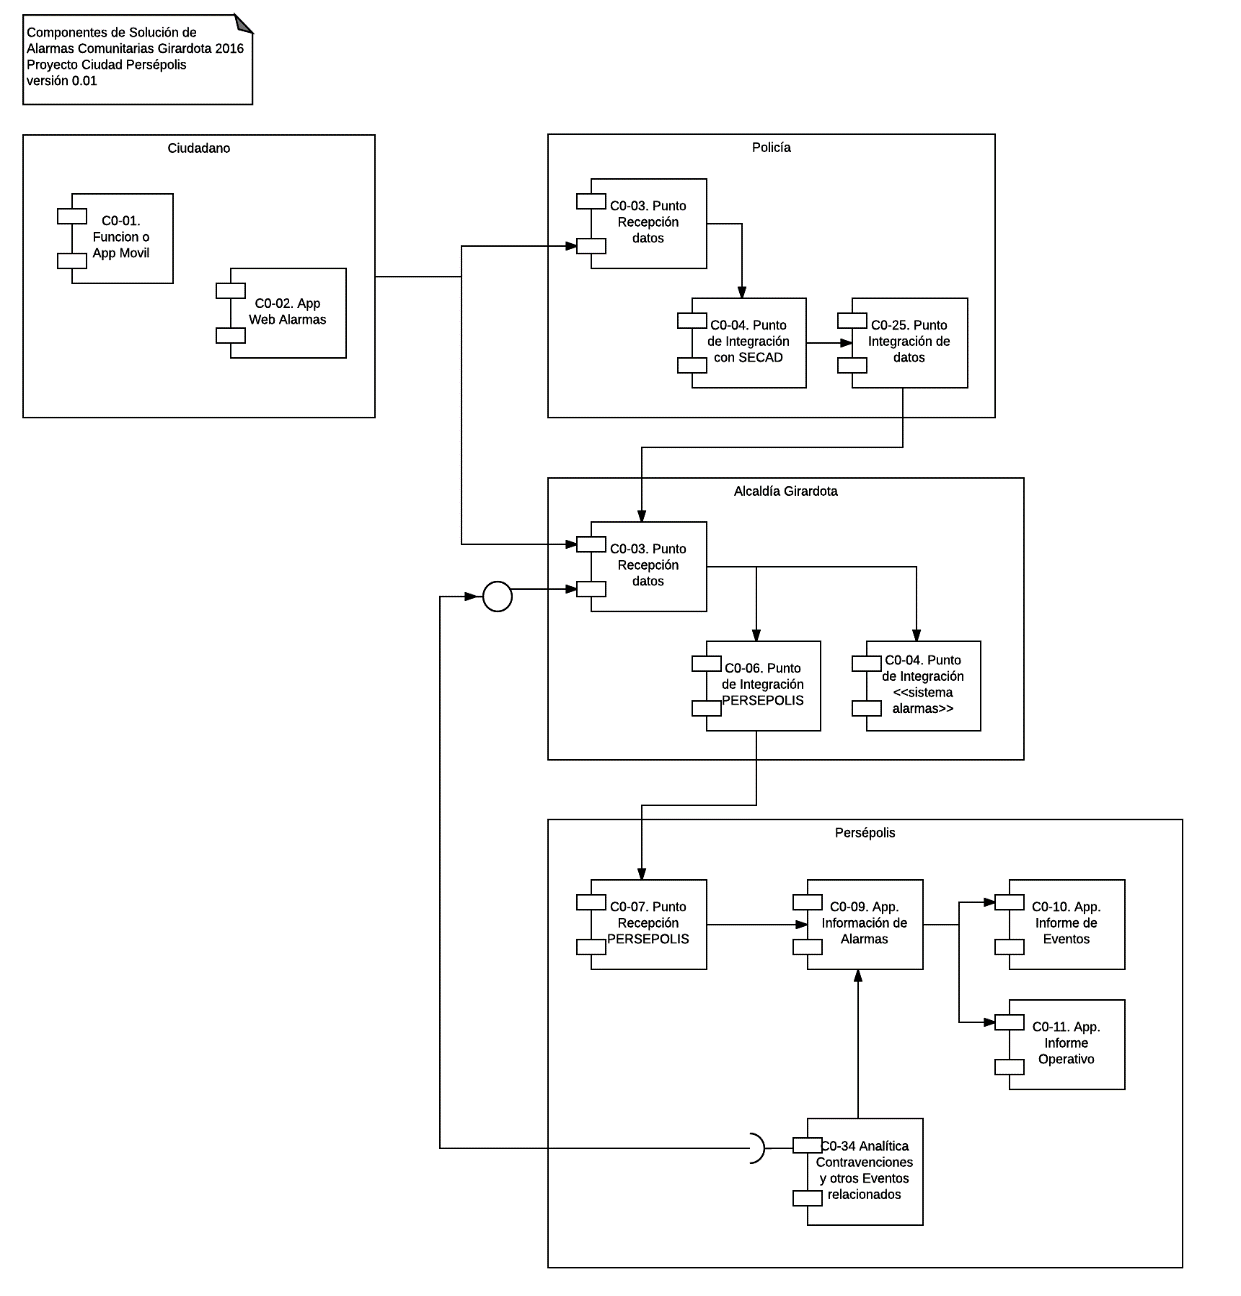 Componentes de Solución de
Alarmas Comunitarias Girardota 2016
Proyecto Ciudad Persépolis
versión 0.01
Ciudadano
C0-01.
Funcion o
App Movil
C0-02. App
Web Alarmas
Policía
C0-03. Punto
Recepción
datos
C0-04. Punto
de Integración
con SECAD
C0-25. Punto
Integración de
datos
Alcaldía Girardota
C0-03. Punto
Recepción
datos
C0-06. Punto
de Integración
PERSEPOLIS
C0-04. Punto
de Integración
<<sistema
alarmas>>
Persépolis
C0-07. Punto
Recepción
PERSEPOLIS
C0-09. App.
Información de
Alarmas
C0-10. App.
Informe de
Eventos
C0-11. App.
Informe
Operativo
C0-34 Analítica
Contravenciones
y otros Eventos
relacionados